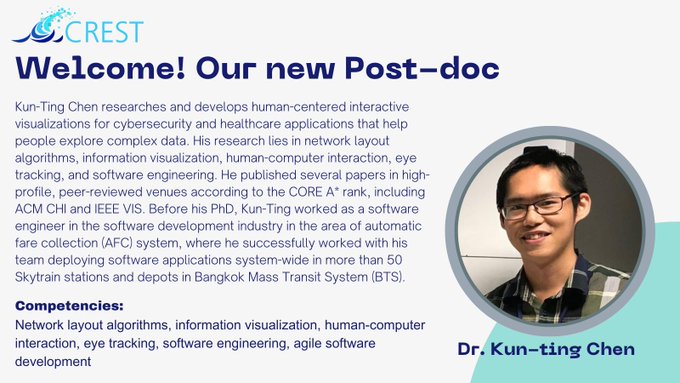 CREST
Welcome! Our new Post-doc
Kun-Ting Chen researches and develops human-centered interactive
visualizations for cybersecurity and healthcare applications that help
people explore complex data. His research lies in network layout
algorithms, information visualization, human-computer interaction, eye
tracking, and software engineering. He published several papers in high-
profile, peer-reviewed venues according to the CORE A* rank, including
ACM CHI and IEEE VIS. Before his PhD, Kun-Ting worked as a software
engineer in the software development industry in the area of automatic
fare collection (AFC) system, where he successfully worked with his
team deploying software applications system-wide in more than 50
Skytrain stations and depots in Bangkok Mass Transit System (BTS).
Competencies:
Network layout algorithms, information visualization, human-computer
interaction, eye tracking, software engineering, agile software
development
Dr. Kun-ting Chen